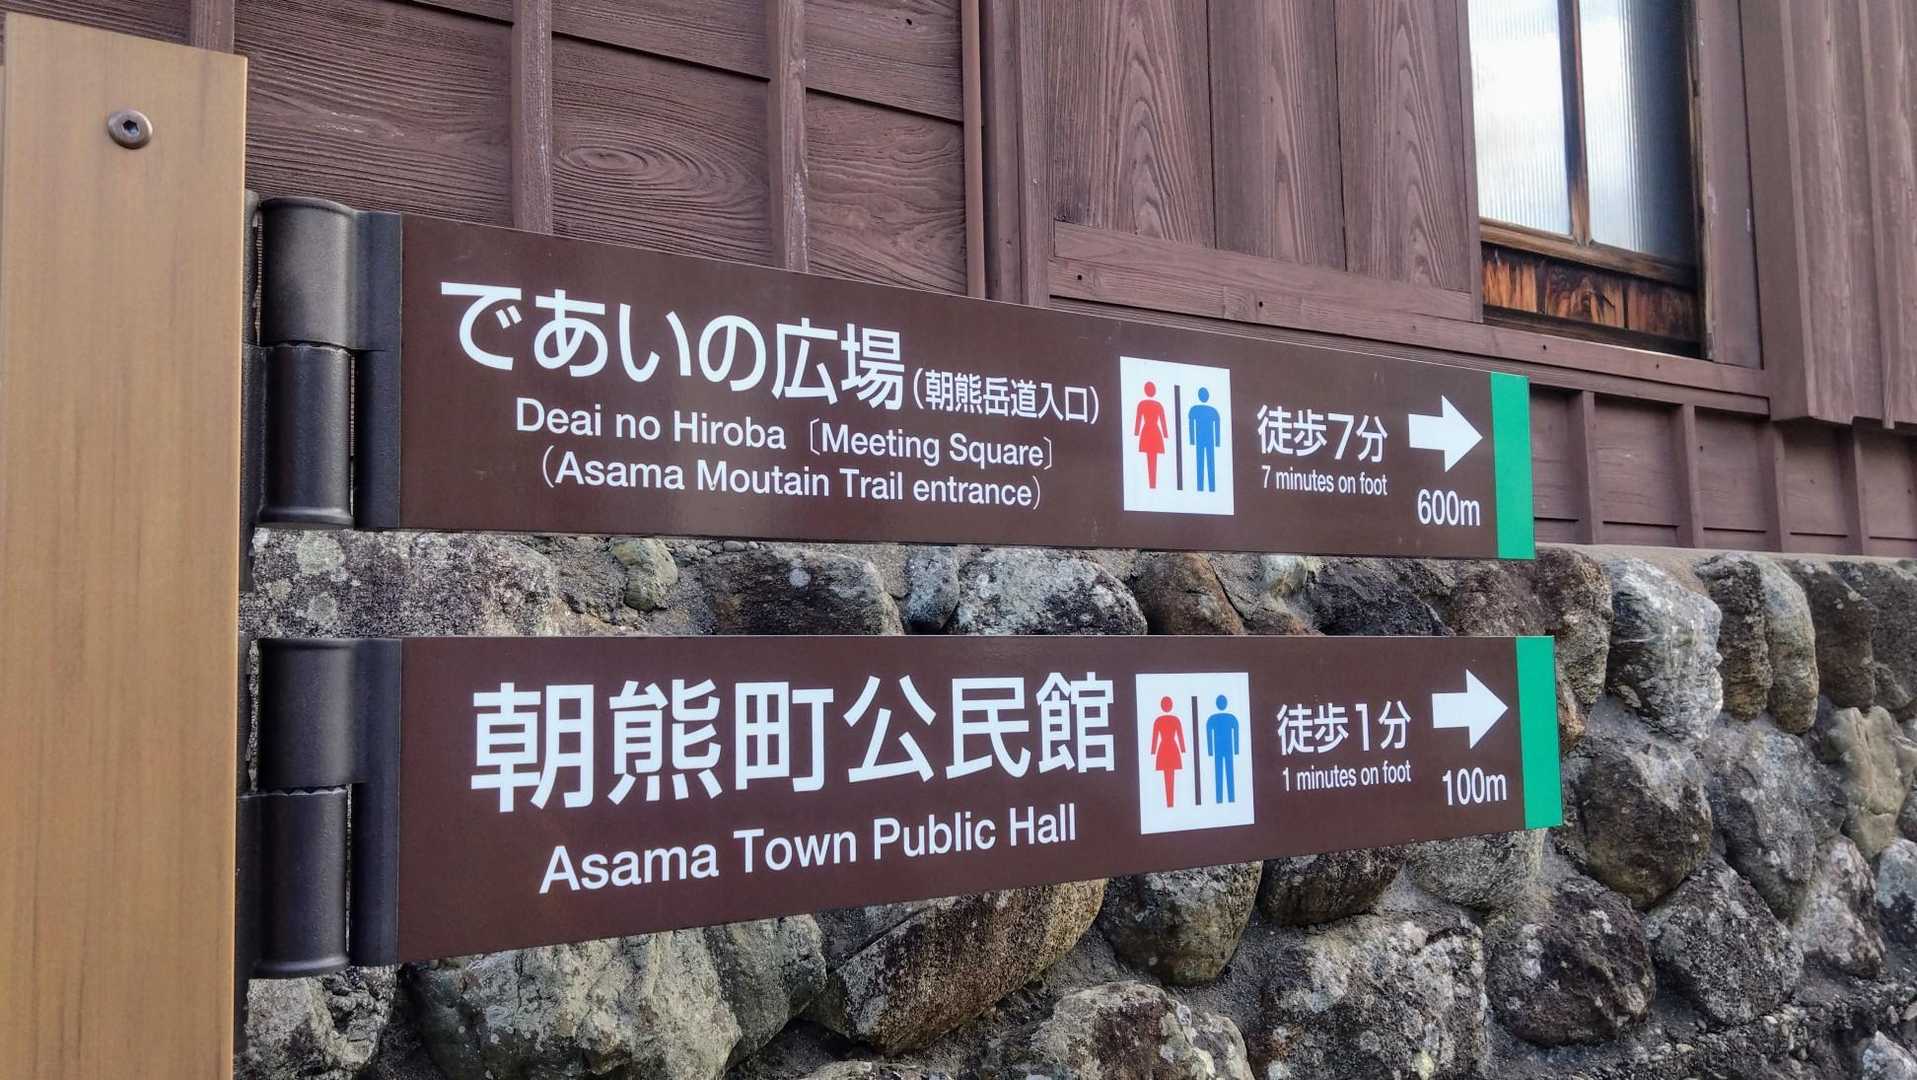 であいの広場(朝熊岳道入口)
Deai no Hiroba〔Meeting Square〕
(Asama Moutain Trail entrance)
徒歩7分
7 minutes on foot
600m
朝熊町公民館
Asama Town Public Hall
徒歩1分
1 minutes on foot
100m